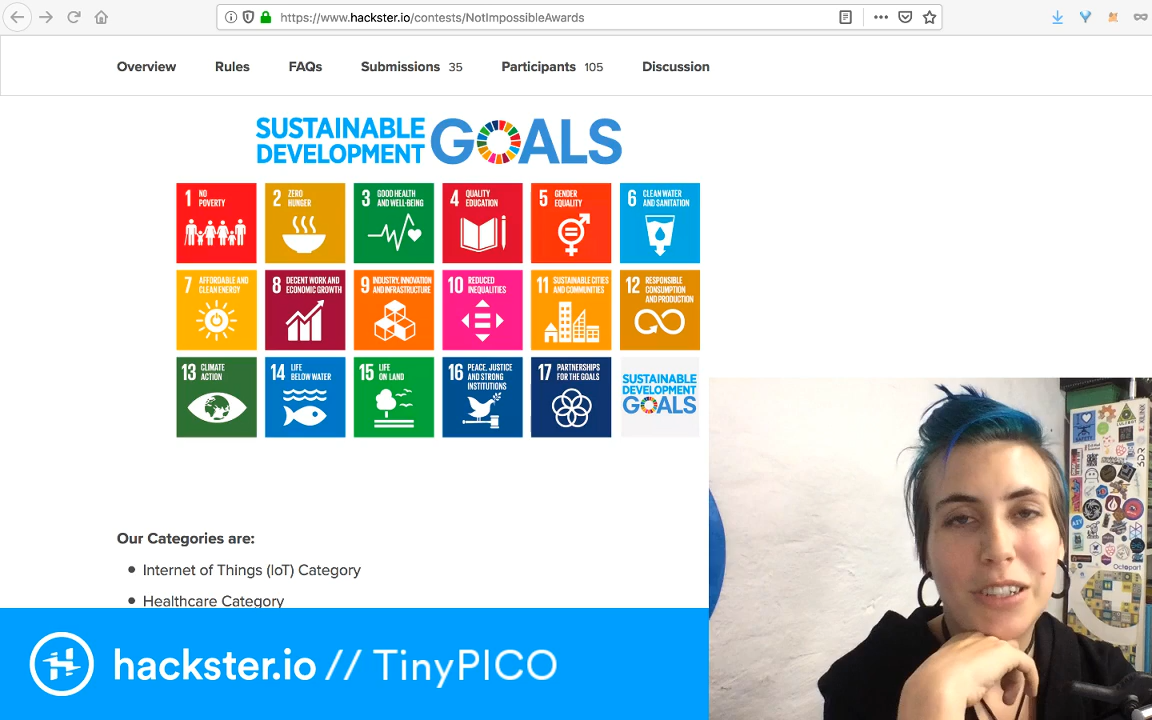 https://www.hackster.io/contests/NotImpossibleAwards
Overview Rules FAQs Submissions 35 Participants 105 Discussion
SUSTAINABLE
DEVELOPMENT
GOALS
1 NO
POVERTY
2 ZERO
HUNGER
3 GOOD HEALTH
AND WELL-BEING
4 QUALITY
EDUCATION
5 GENDER
EQUALITY
6 CLEAN WATER
AND SANITATION
7 AFFORDABLE AND
CLEAN ENERGY
8 DECENT WORK AND
ECONOMIC GROWTH
9 INDUSTRY, INNOVATION
AND INFRASTRUCTURE
10 REDUCED
INEQUALITIES
11 SUSTAINABLE CITIES
AND COMMUNITIES
12 RESPONSIBLE
CONSUMPTION
AND PRODUCTION
13 CLIMATE
ACTION
14 LIFE
BELOW WATER
15 LIFE
ON LAND
16 PEACE, JUSTICE
AND STRONG
INSTITUTIONS
17 PARTNERSHIPS
FOR THE GOALS
SUSTAINABLE
DEVELOPMENT
GOALS
Our Categories are:
Internet of Things (IoT) Category
Healthcare Category
hackster.io // TinyPICO
XILINX
Octopart